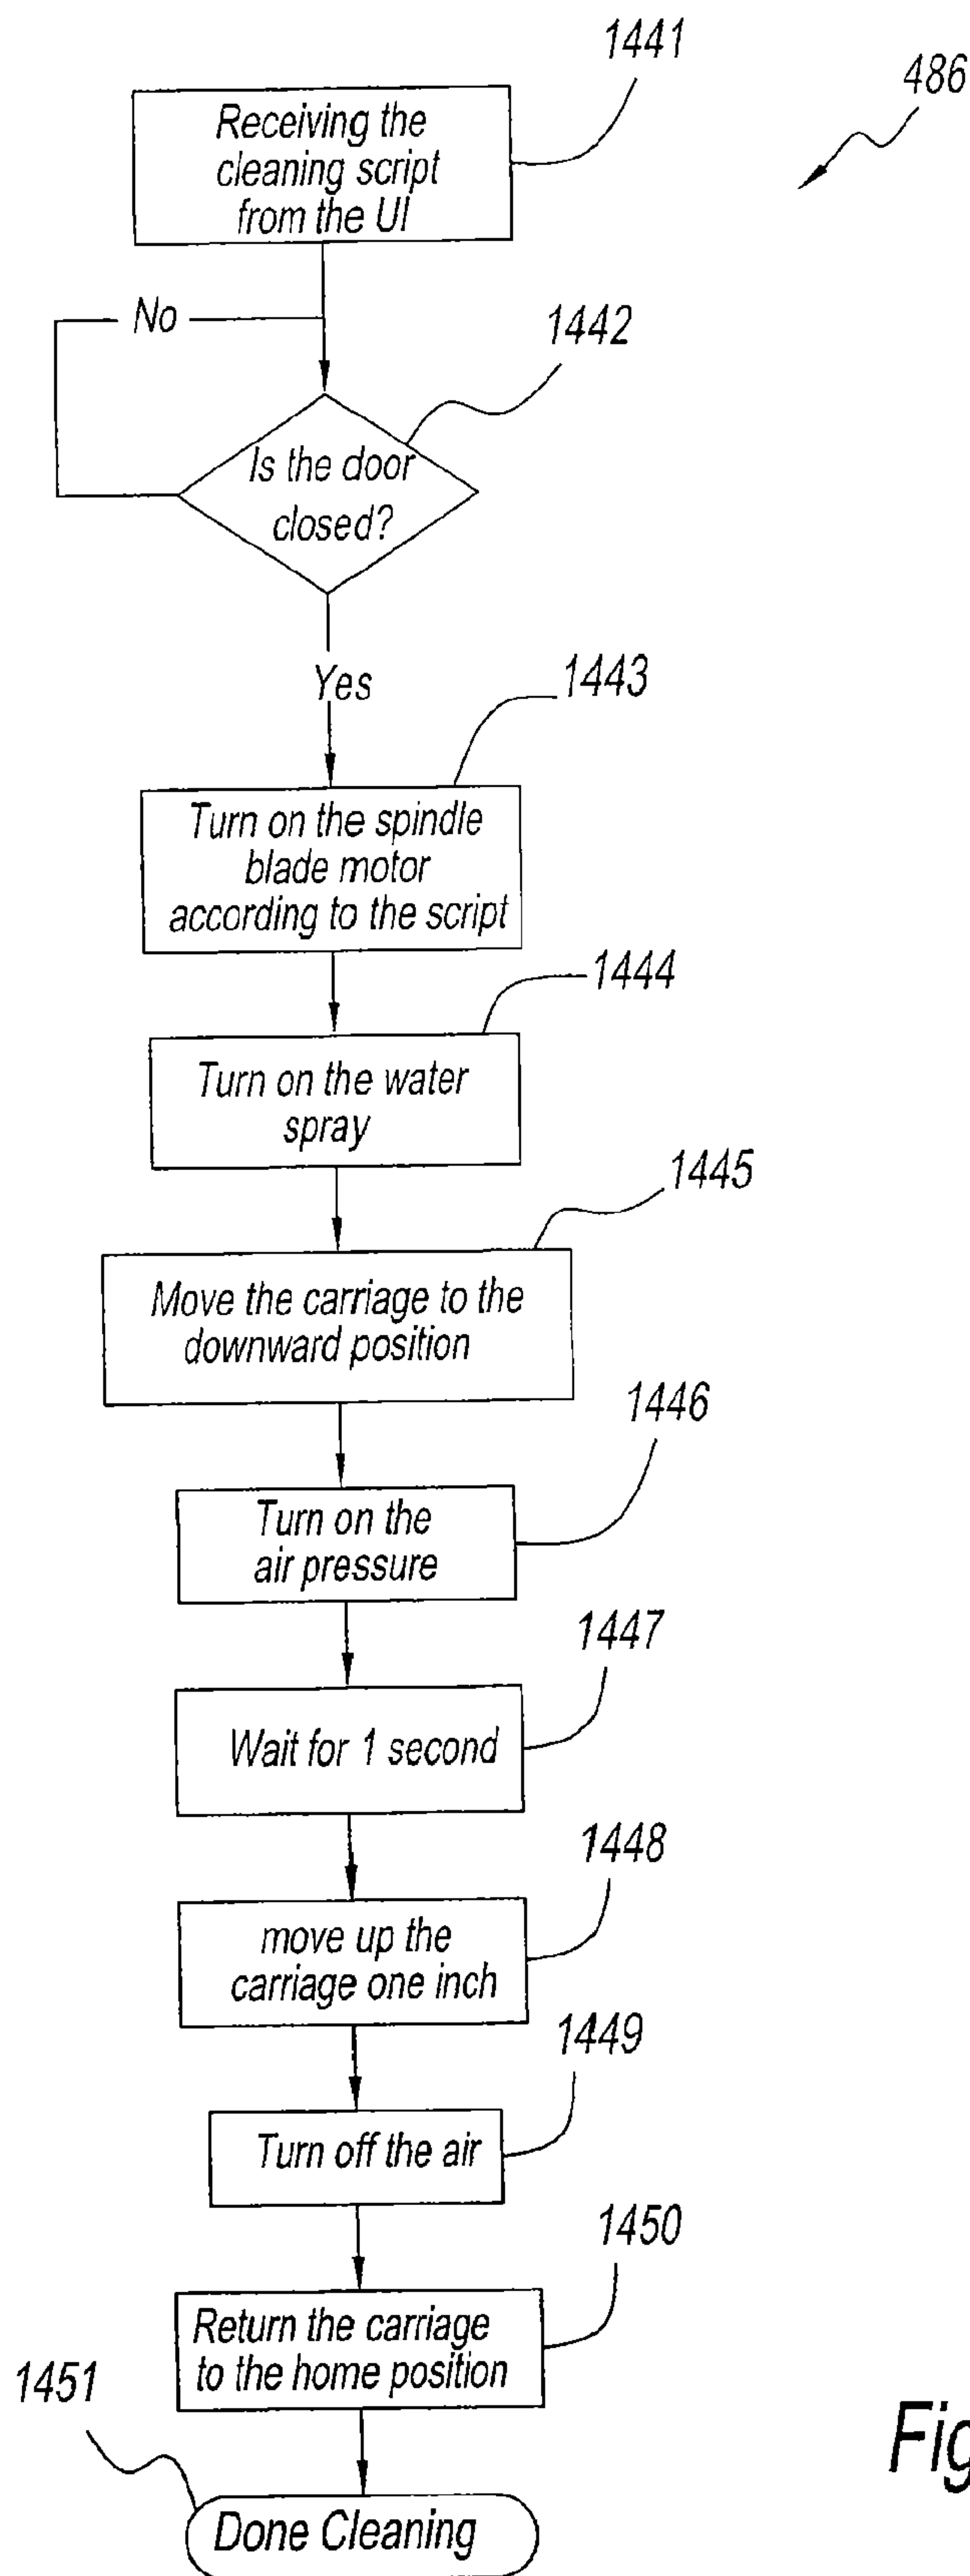 1441
486
Receiving the
cleaning script
from the UI
No
1442
Is the door
closed?
Yes
1443
Turn on the spindle
blade motor
according to the script
1444
Turn on the water
spray
1445
Move the carriage to the
downward position
1446
Turn on the
air pressure
1447
Wait for 1 second
1448
move up the
carriage one inch
1449
Turn off the air
1450
Return the carriage
to the home position
1451
Fig
Done Cleaning